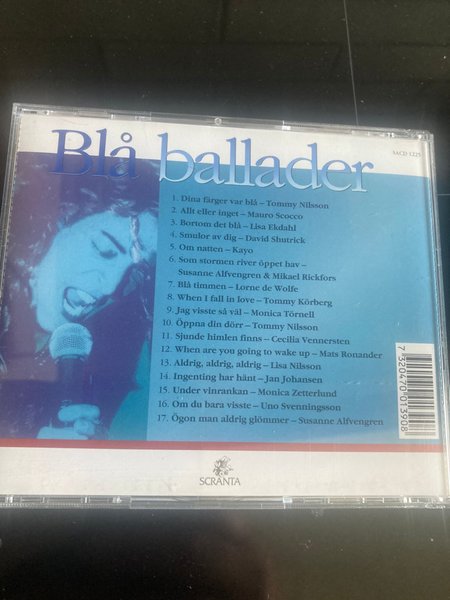 Blå ballader
SACD 1225
1. Dina färger var blå – Tommy Nilsson
2. Allt eller inget – Mauro Scocco
3. Bortom det blå – Lisa Ekdahl
4. Smulor av dig – David Shutrick
5. Om natten – Kayo
6. Som stormen river öppet hav –
Susanne Alfvengren & Mikael Rickfors
7. Blå timmen – Lorne de Wolfe
8. When I fall in love – Tommy Körberg
9. Jag visste så väl – Monica Törnell
10. Öppna din dörr – Tommy Nilsson
11. Sjunde himlen finns – Cecilia Vennersten
12. When are you going to wake up – Mats Ronander
13. Aldrig, aldrig, aldrig – Lisa Nilsson
14. Ingenting har hänt – Jan Johansen
15. Under vinrankan – Monica Zetterlund
16. Om du bara visste – Uno Svenningsson
17. Ögon man aldrig glömmer – Susanne Alfvengren
7320470013908
SCRANTA